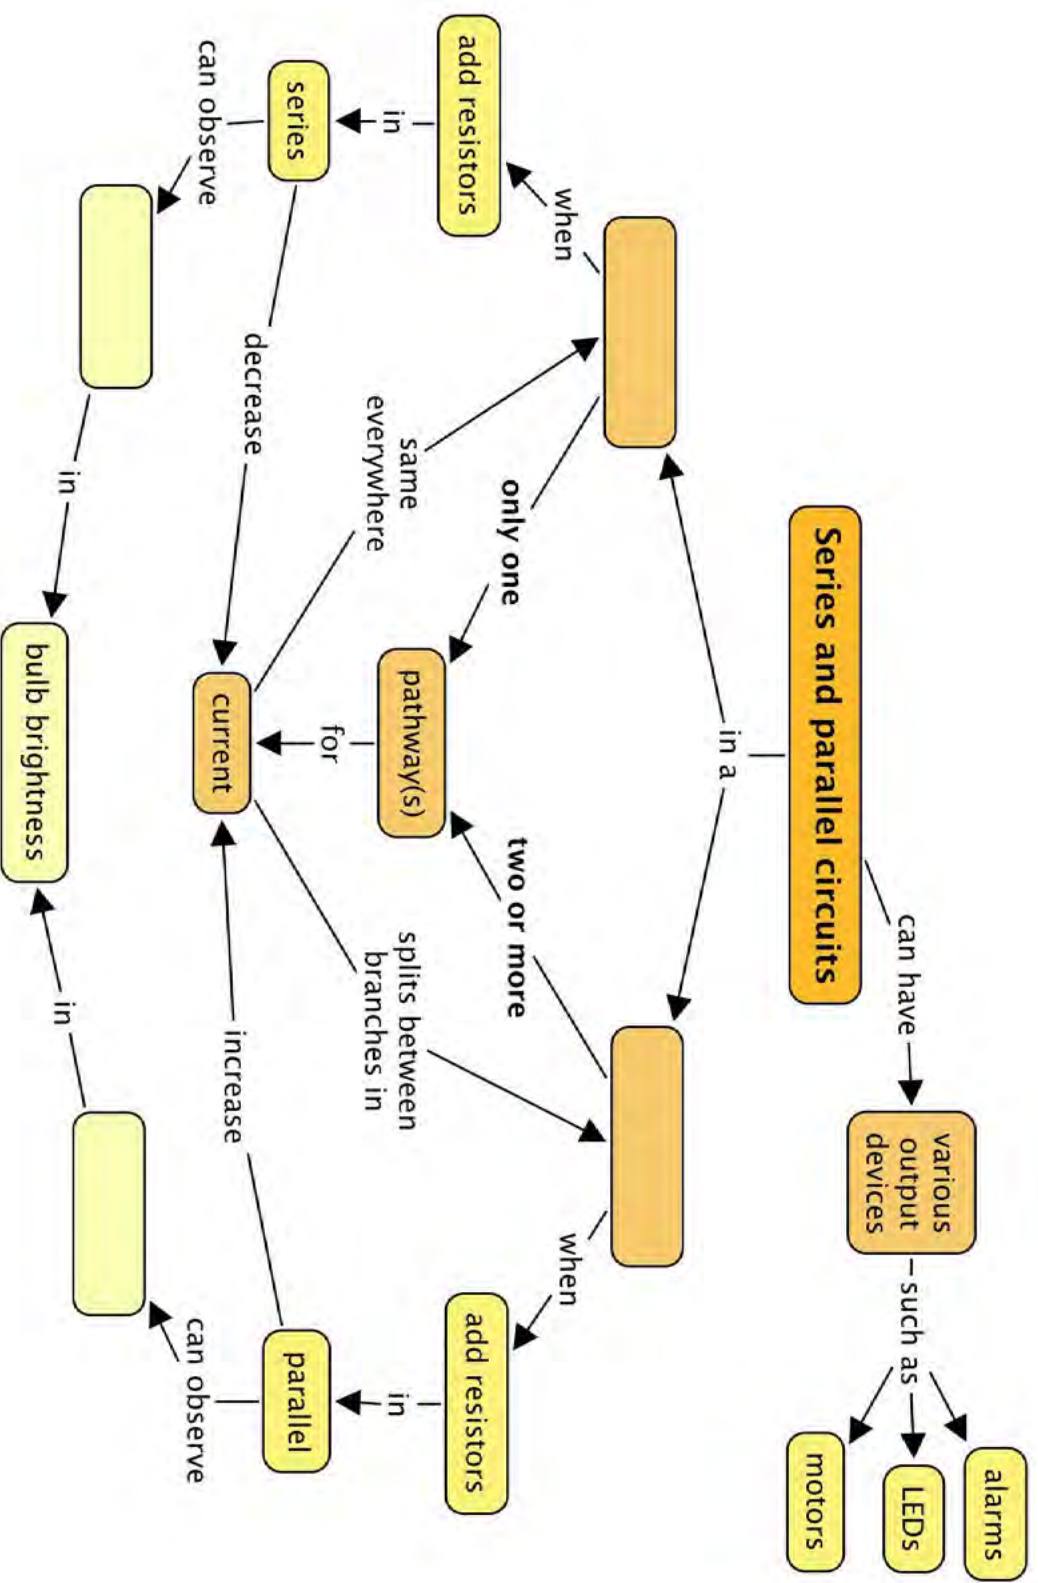 Series and parallel circuits
can have
various
output
devices
such as
alarms
LEDs
motors
in a
when
add resistors
in
series
can observe
decrease
same
everywhere
only one
pathway(s)
for
current
two or more
splits between
branches in
when
add resistors
in
parallel
can observe
increase
in
bulb brightness
in